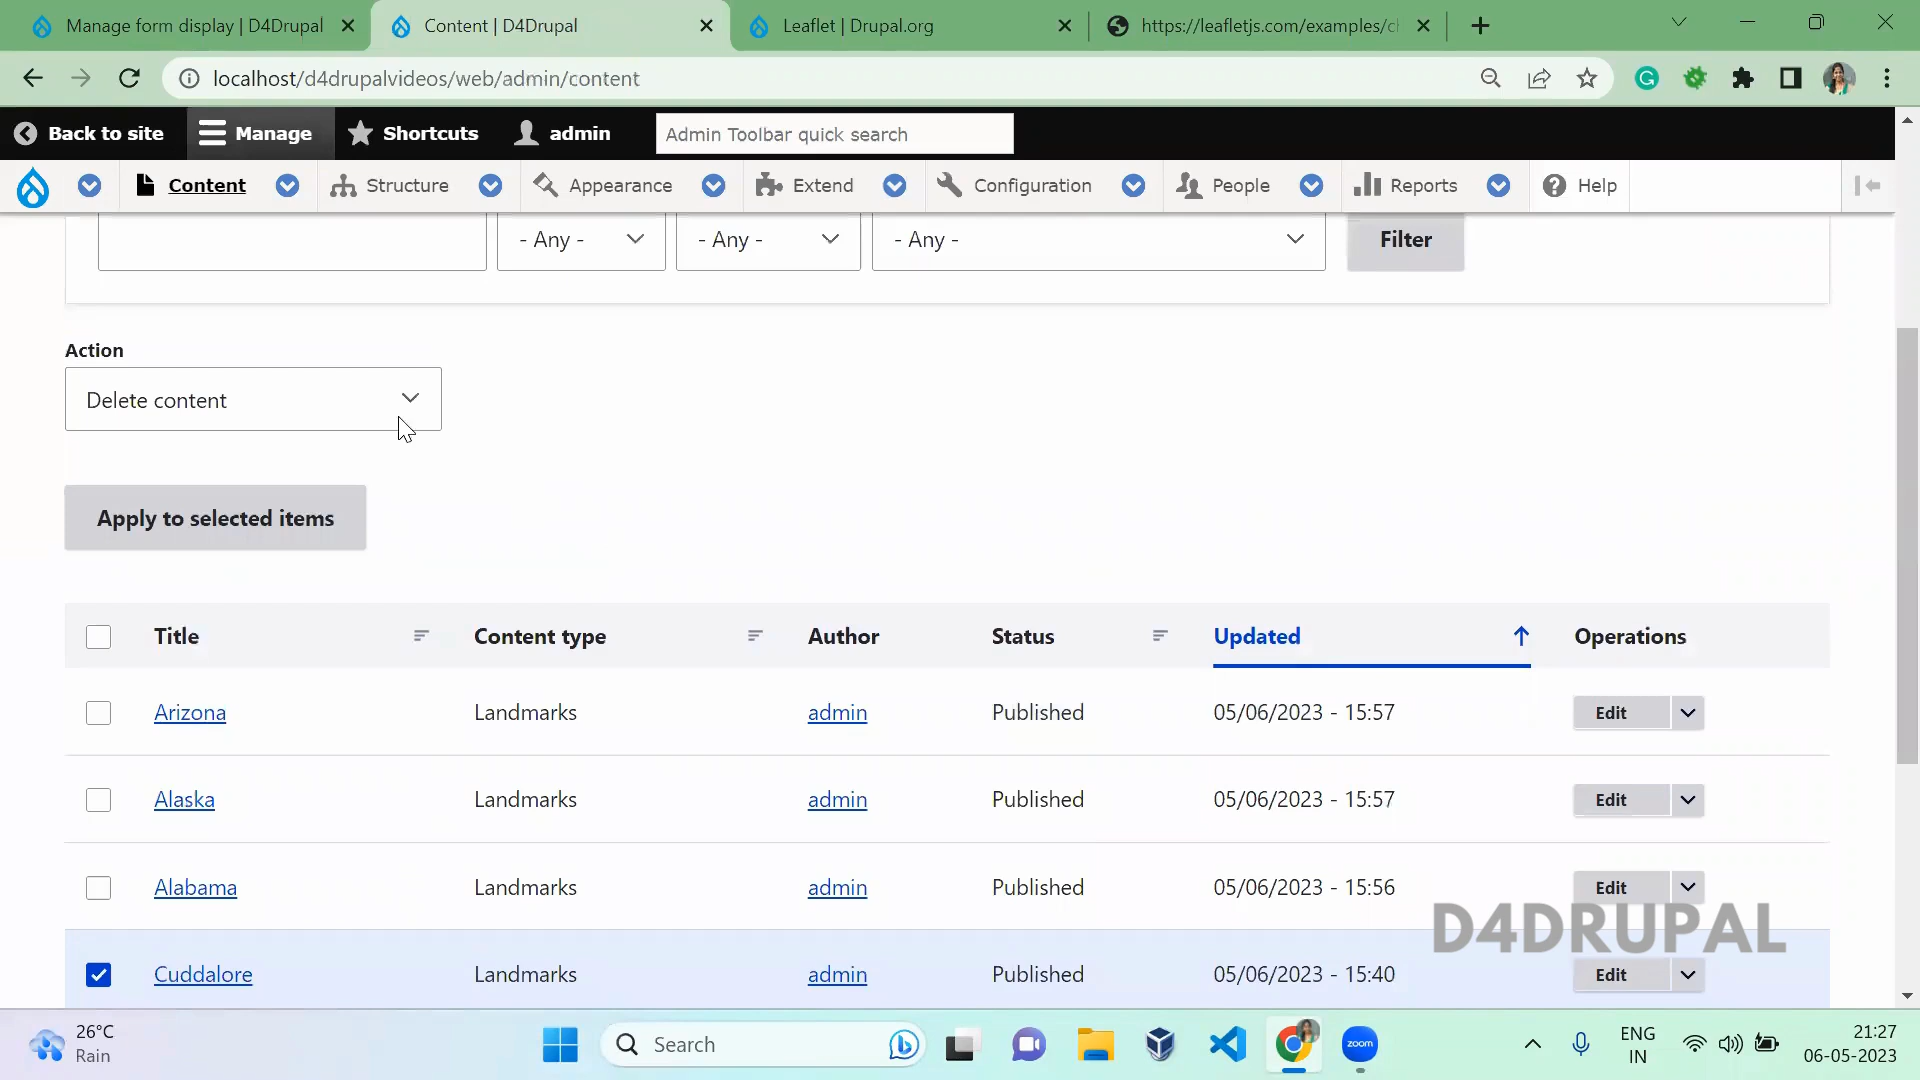 Manage form display | D4Drupal
Content | D4Drupal
Leaflet | Drupal.org
https://leafletjs.com/examples/cl
localhost/d4drupalvideos/web/admin/content
Back to site
Manage
Shortcuts
admin
Admin Toolbar quick search
Content
Structure
Appearance
Extend
Configuration
People
Reports
Help
- Any -
- Any -
- Any -
Filter
Action
Delete content
Apply to selected items
Title Content type Author Status Updated Operations
Arizona Landmarks admin Published 05/06/2023 - 15:57 Edit
Alaska Landmarks admin Published 05/06/2023 - 15:57 Edit
Alabama Landmarks admin Published 05/06/2023 - 15:56 Edit
D4DRUPAL
Cuddalore Landmarks admin Published 05/06/2023 - 15:40 Edit
26°C
Rain
Search
zoom
ENG
IN
21:27
06-05-2023